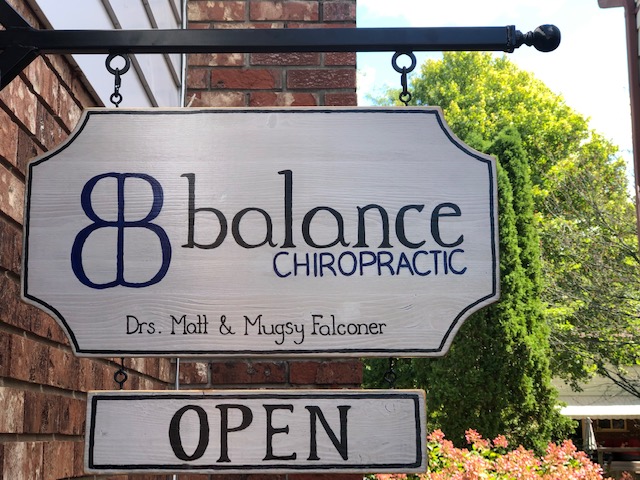 balance
CHIROPRACTIC
Drs. Matt & Mugsy Falconer
OPEN